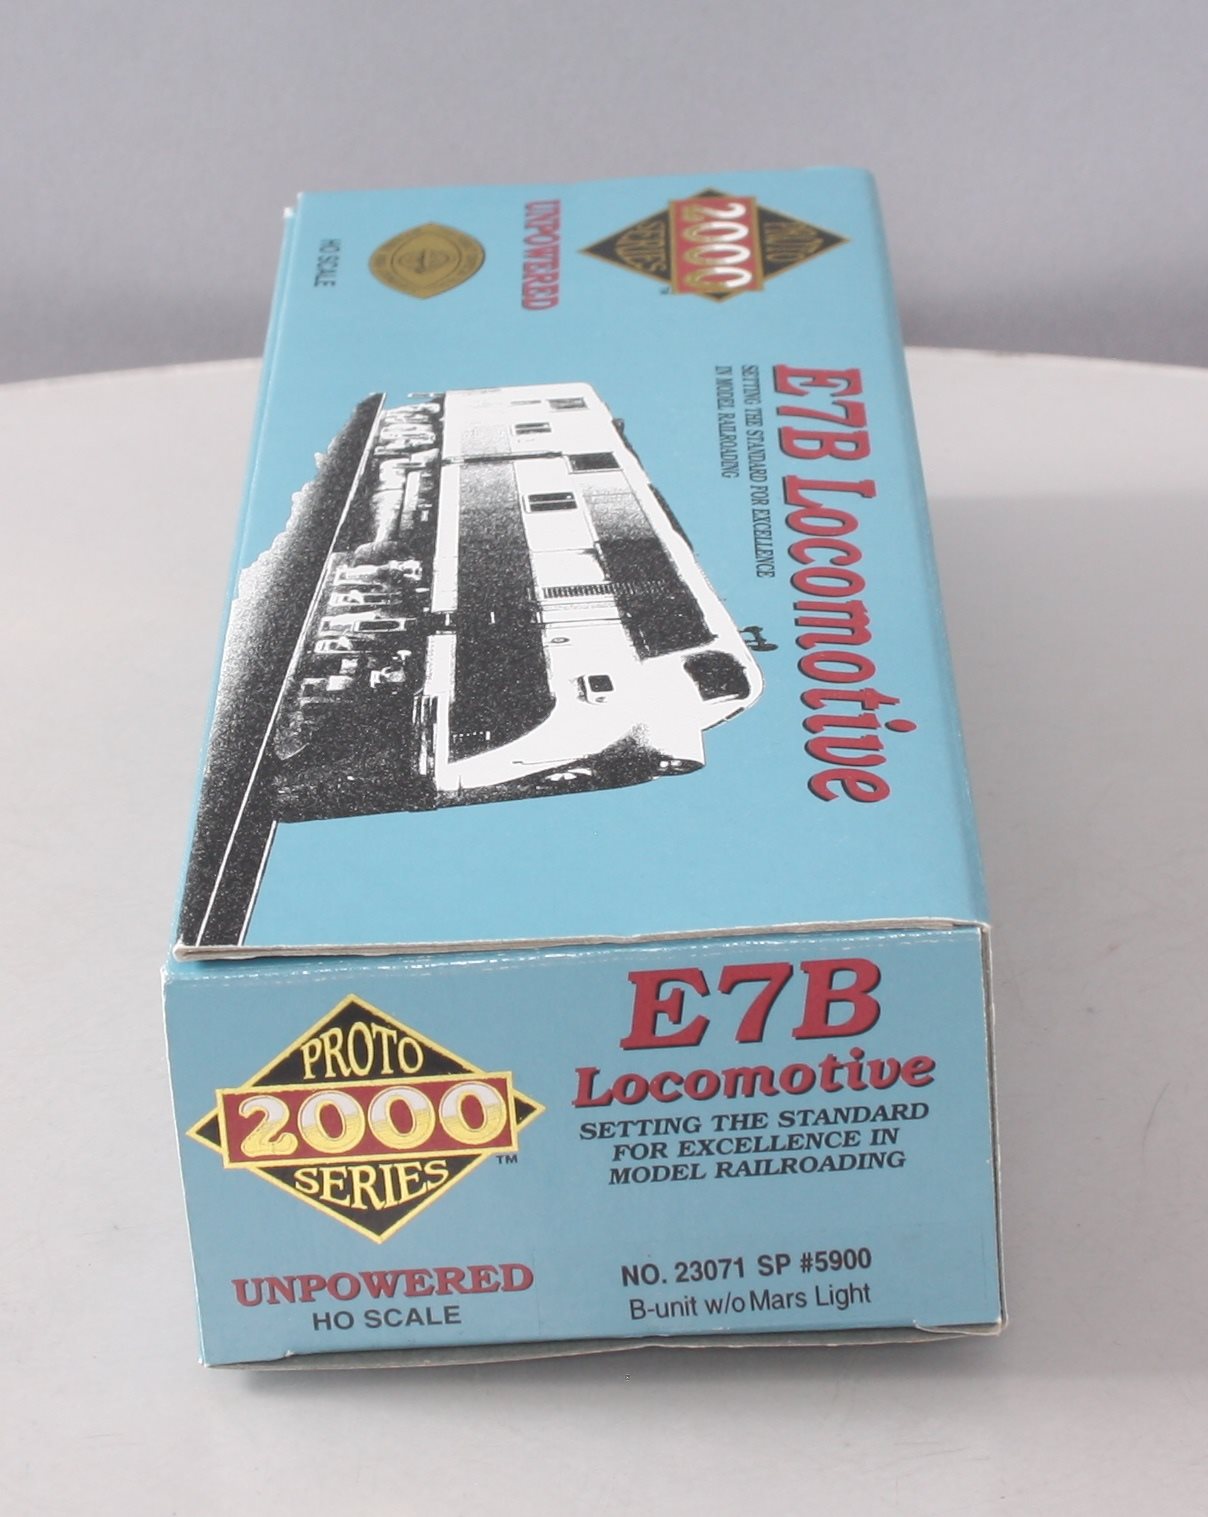 PROTO
2000
SERIES
™
UNPOWERED
HO SCALE
E7B Locomotive
SETTING THE STANDARD FOR EXCELLENCE
IN MODEL RAILROADING
E7B
Locomotive
SETTING THE STANDARD
FOR EXCELLENCE IN
MODEL RAILROADING
PROTO
2000
SERIES
™
UNPOWERED
HO SCALE
NO. 23071 SP #5900
B-unit w/o Mars Light